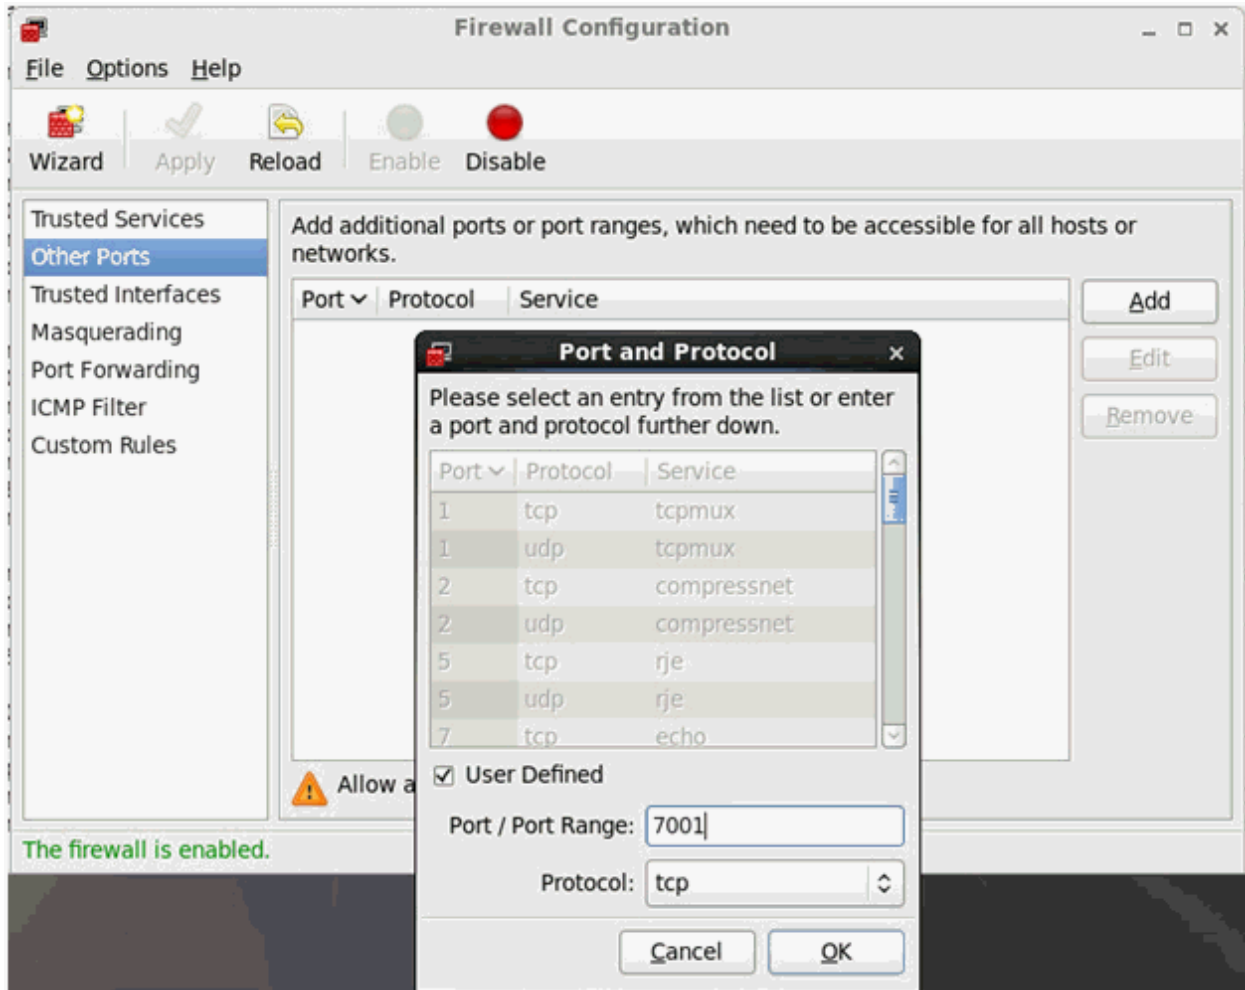 Firewall Configuration
File Options Help
Wizard Apply Reload Enable Disable
Trusted Services
Other Ports
Trusted Interfaces
Masquerading
Port Forwarding
ICMP Filter
Custom Rules
Add additional ports or port ranges, which need to be accessible for all hosts or
networks.
Port Protocol Service
Add
Edit
Remove
Port and Protocol
Please select an entry from the list or enter
a port and protocol further down.
Port Protocol Service
1 tcp tcpmux
1 udp tcpmux
2 tcp compressnet
2 udp compressnet
5 tcp rje
5 udp rje
7 tcp echo
User Defined
Port / Port Range: 7001
Protocol: tcp
Cancel OK
Allow a
The firewall is enabled.